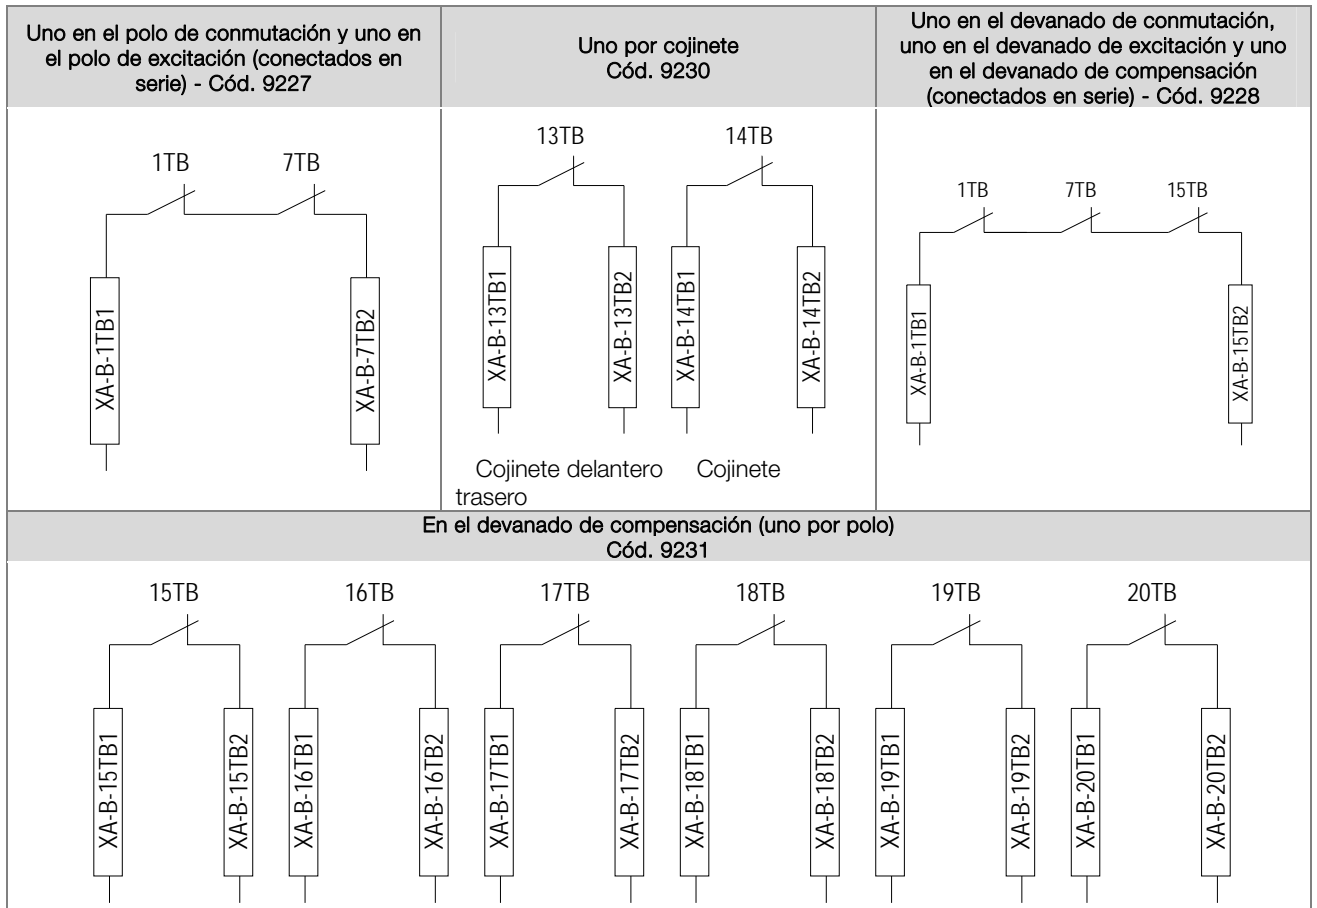 Uno en el polo de conmutación y uno en
el polo de excitación (conectados en
serie) - Cód. 9227
1TB 7TB
XA-B-1TB1
XA-B-7TB2
Uno por cojinete
Cód. 9230
13TB 14TB
XA-B-13TB1
XA-B-13TB2
XA-B-14TB1
XA-B-14TB2
Cojinete delantero Cojinete
trasero
Uno en el devanado de conmutación,
uno en el devanado de excitación y uno
en el devanado de compensación
(conectados en serie) - Cód. 9228
1TB 7TB 15TB
XA-B-1TB1
XA-B-15TB2
En el devanado de compensación (uno por polo)
Cód. 9231
15TB 16TB 17TB 18TB 19TB 20TB
XA-B-15TB1
XA-B-15TB2
XA-B-16TB1
XA-B-16TB2
XA-B-17TB1
XA-B-17TB2
XA-B-18TB1
XA-B-18TB2
XA-B-19TB1
XA-B-19TB2
XA-B-20TB1
XA-B-20TB2